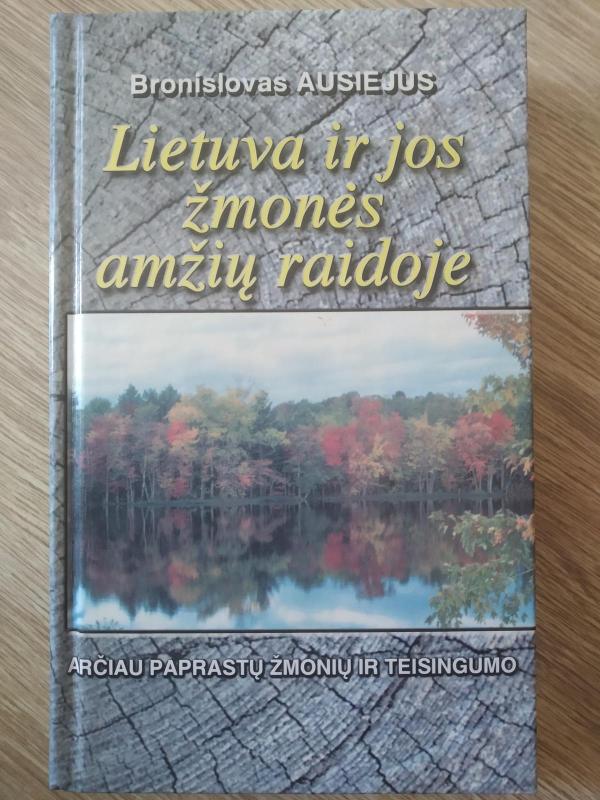 Bronislovas AUSIEJUS
Lietuva ir jos
žmonės
amžių raidoje
ARČIAU PAPRASTŲ ŽMONIŲ IR TEISINGUMO